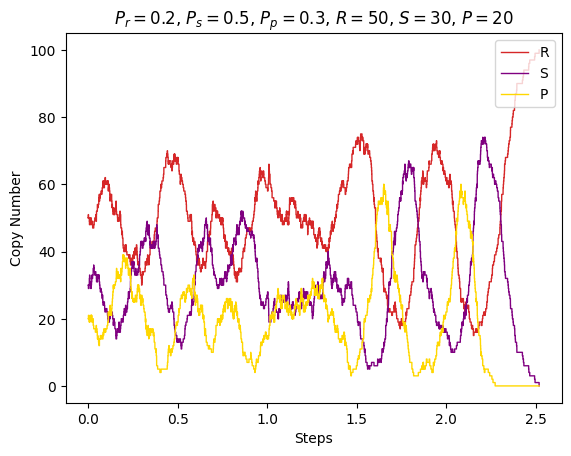 P_r = 0.2, P_s = 0.5, P_p = 0.3, R = 50, S = 30, P = 20
100
80
60
40
20
0
Copy Number
R
S
P
0.0 0.5 1.0 1.5 2.0 2.5
Steps